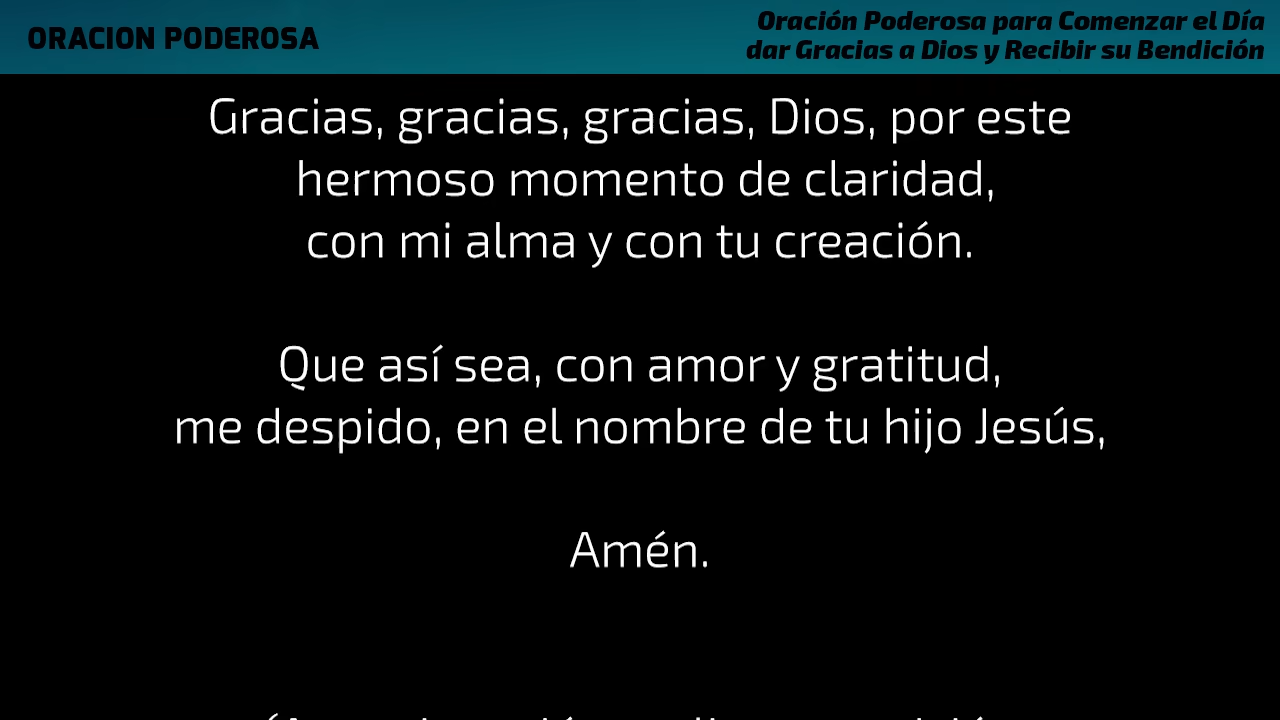 ORACION PODEROSA
Oración Poderosa para Comenzar el Día
dar Gracias a Dios y Recibir su Bendición
Gracias, gracias, gracias, Dios, por este
hermoso momento de claridad,
con mi alma y con tu creación.
Que así sea, con amor y gratitud,
me despido, en el nombre de tu hijo Jesús,
Amén.